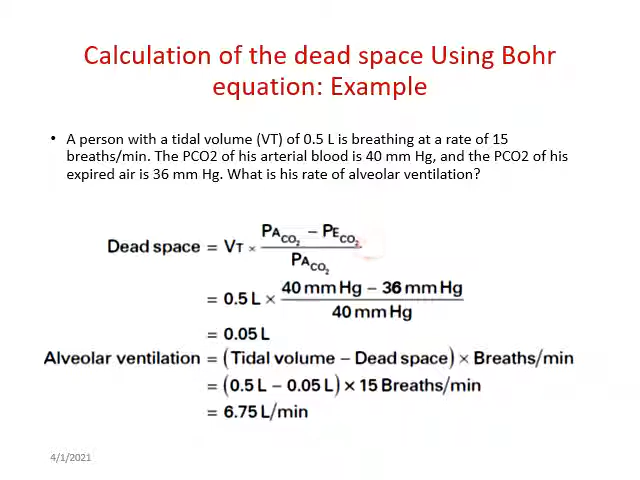 Calculation of the dead space Using Bohr
equation: Example
• A person with a tidal volume (VT) of 0.5 L is breathing at a rate of 15
breaths/min. The PCO2 of his arterial blood is 40 mm Hg, and the PCO2 of his
expired air is 36 mm Hg. What is his rate of alveolar ventilation?
Dead space = VT × (PACO2 − PECO2) / PACO2
= 0.5 L × (40 mm Hg − 36 mm Hg) / 40 mm Hg
= 0.05 L
Alveolar ventilation = (Tidal volume − Dead space) × Breaths/min
= (0.5 L − 0.05 L) × 15 Breaths/min
= 6.75 L/min
4/1/2021